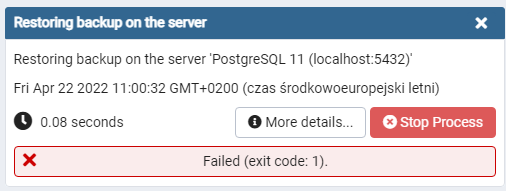 Restoring backup on the server
Restoring backup on the server 'PostgreSQL 11 (localhost:5432)'
Fri Apr 22 2022 11:00:32 GMT+0200 (czas środkowoeuropejski letni)
0.08 seconds More details... Stop Process
Failed (exit code: 1).